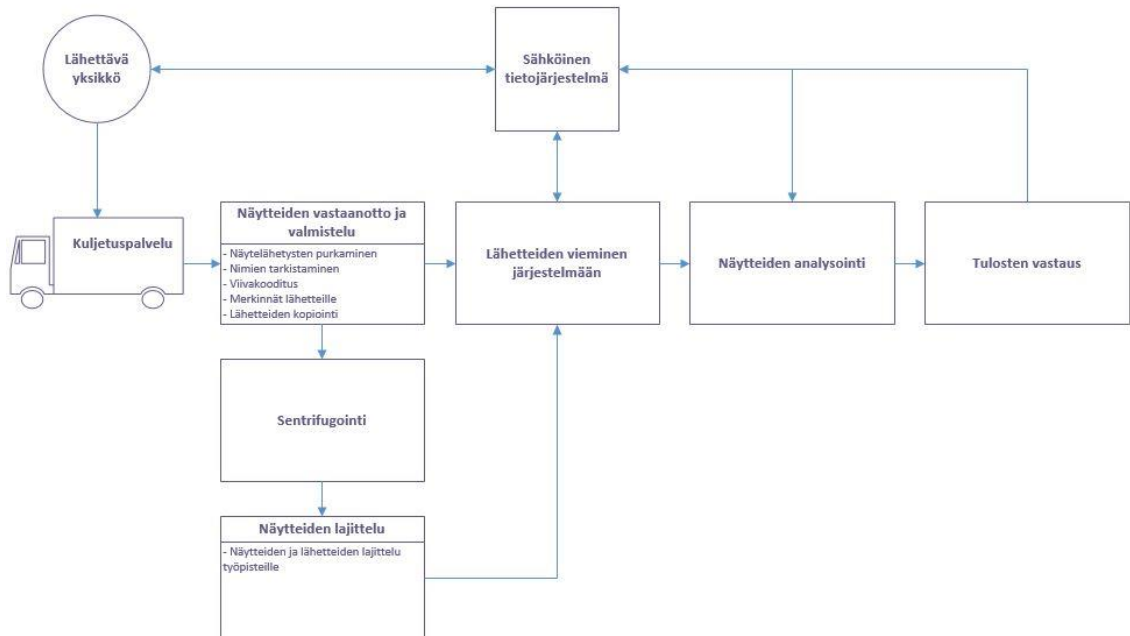 Lähettävä
yksikkö
Sähköinen
tietojärjestelmä
Kuljetuspalvelu
Näytteiden vastaanotto ja
valmistelu
- Näytelähetysten purkaminen
- Nimien tarkistaminen
- Viivakooditus
- Merkinnät lähetteille
- Lähetteiden kopiointi
Lähetteiden vieminen
järjestelmään
Näytteiden analysointi
Tulosten vastaus
Sentrifugointi
Näytteiden lajittelu
- Näytteiden ja lähetteiden lajittelu
työpisteille